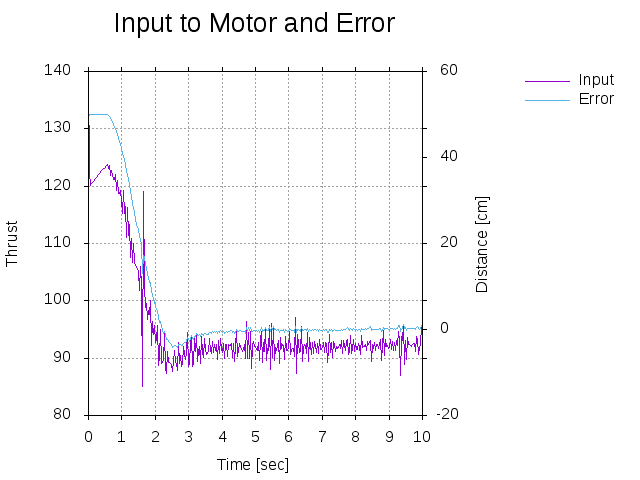 Input to Motor and Error
Input
Error
Thrust
140
130
120
110
100
90
80
60
40
20
0
-20
Distance [cm]
0 1 2 3 4 5 6 7 8 9 10
Time [sec]